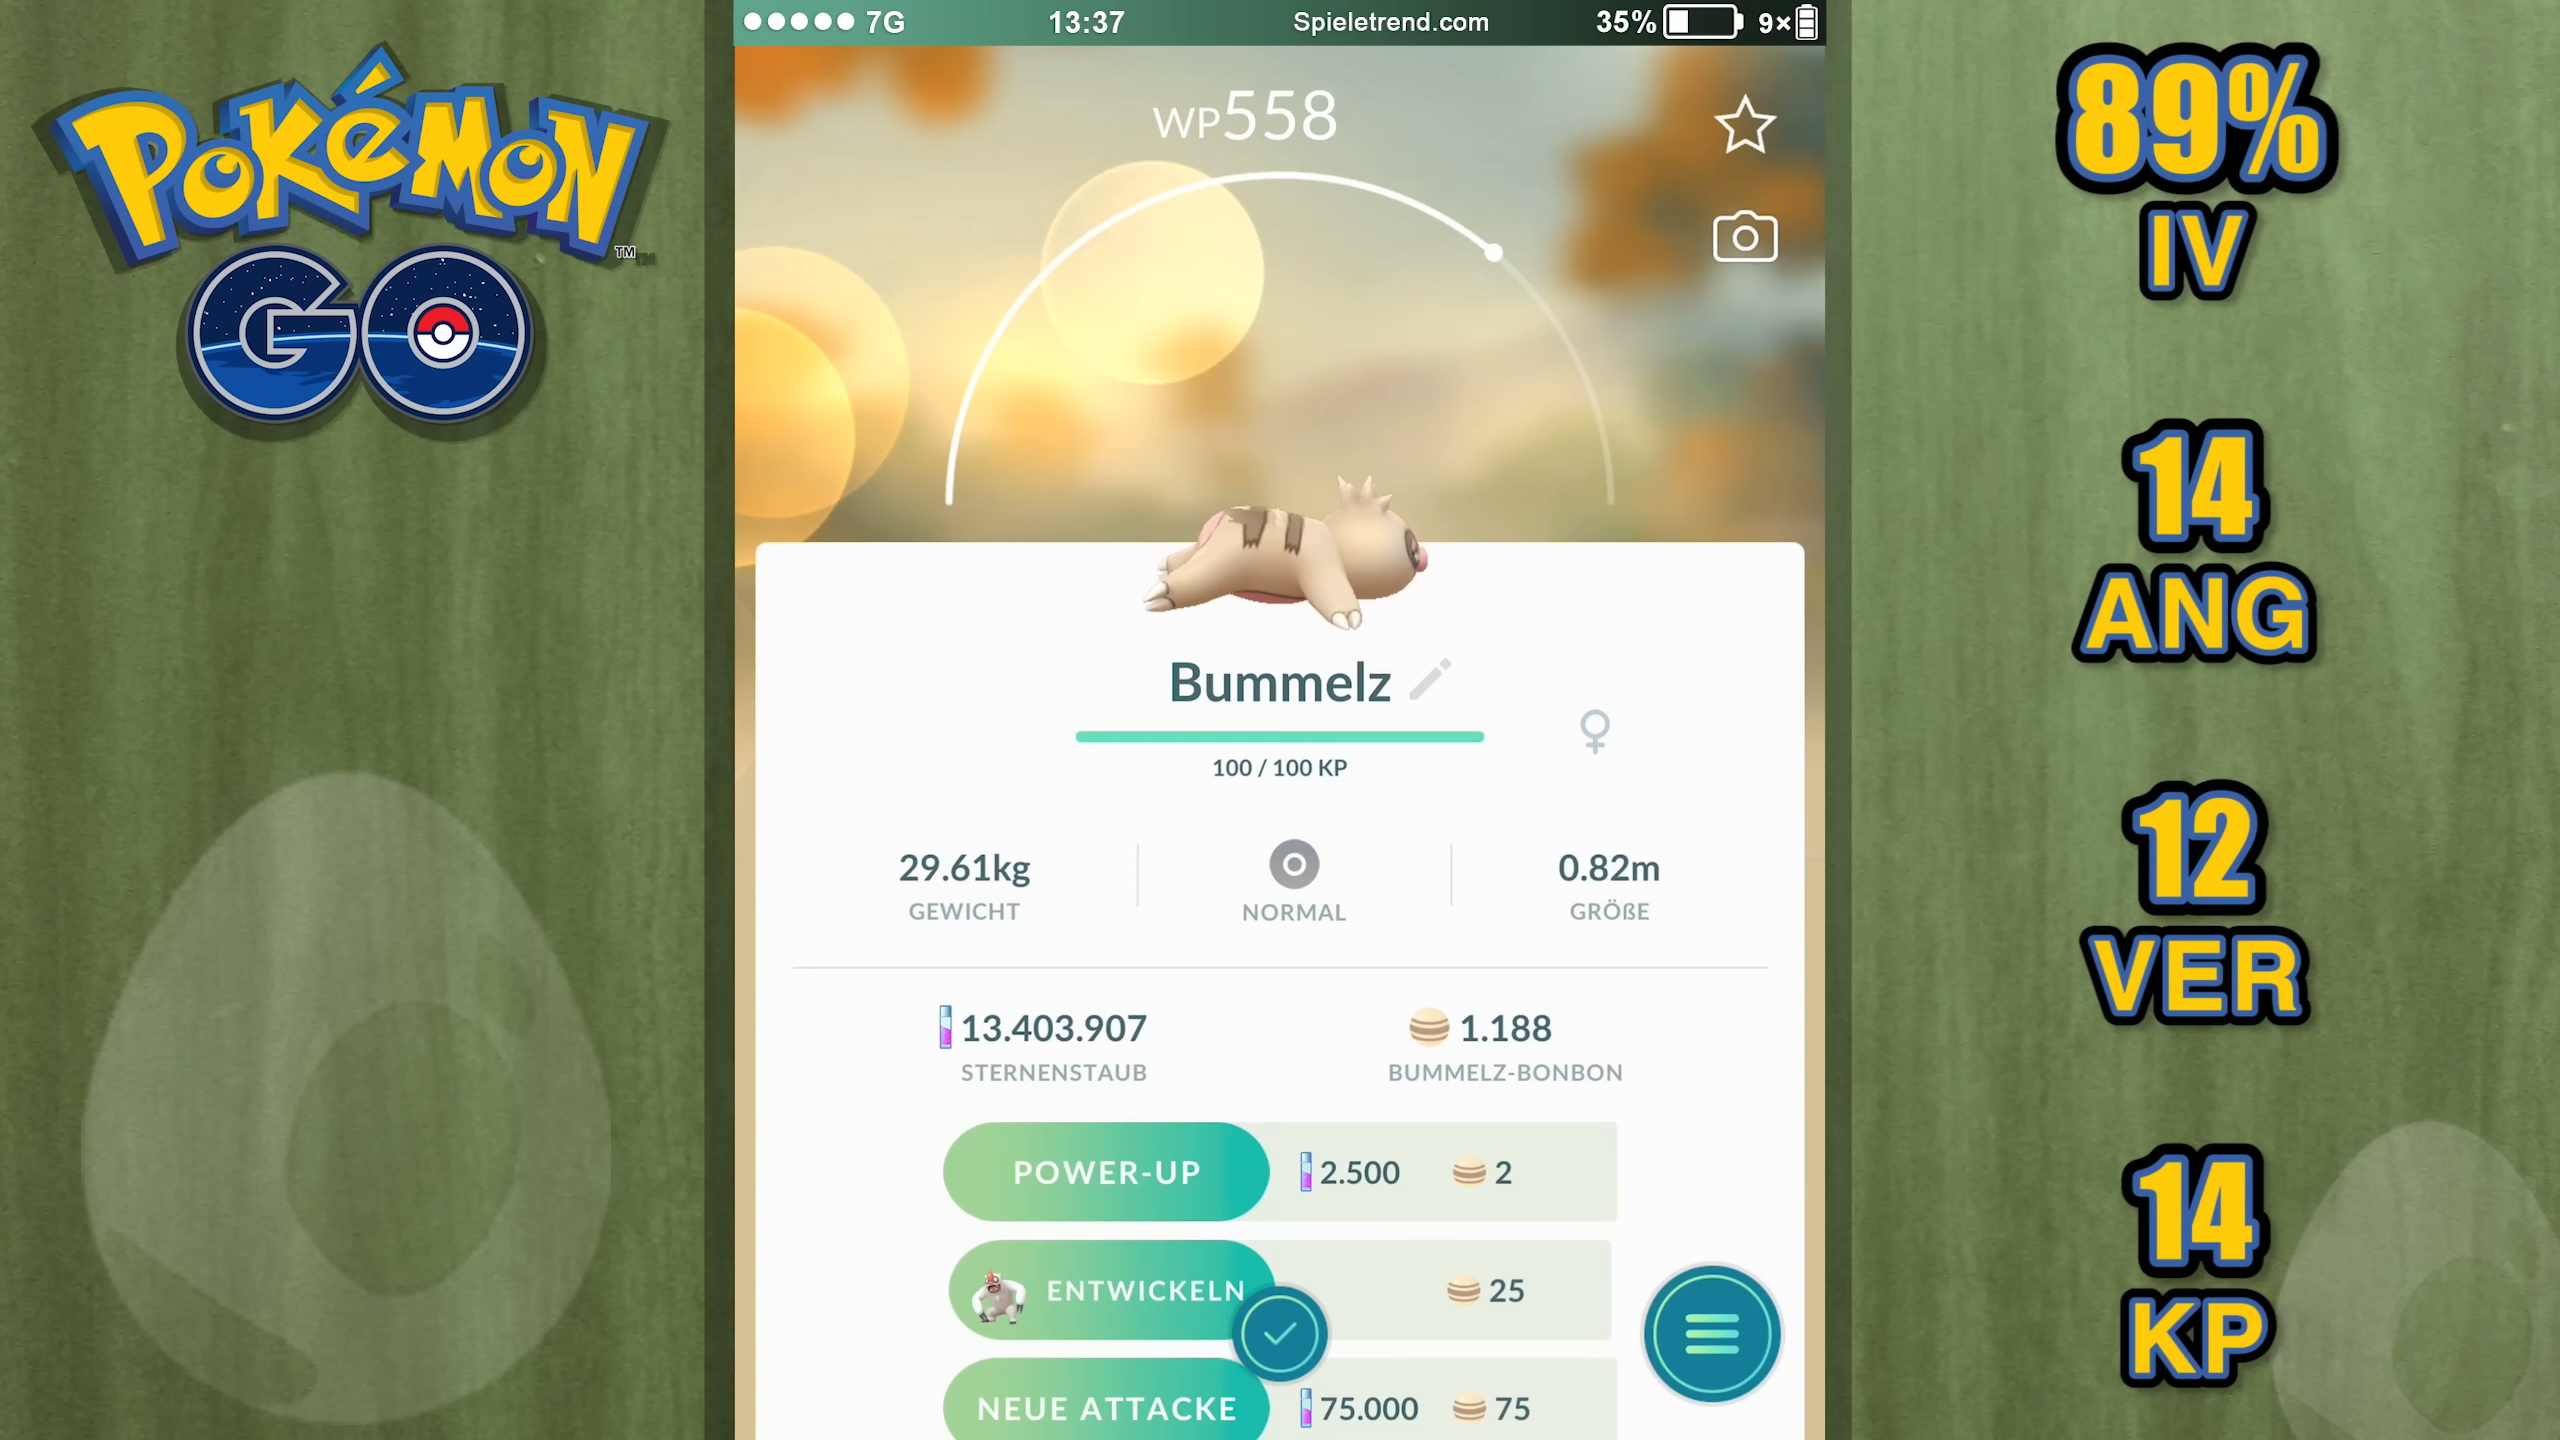 7G 13:37 Spieletrend.com 35% 9×
POKÉMON
TM
GO
WP558
Bummelz
100 / 100 KP
29.61kg
GEWICHT
NORMAL
0.82m
GRÖßE
13.403.907
STERNENSTAUB
1.188
BUMMELZ-BONBON
POWER-UP 2.500 2
ENTWICKELN 25
NEUE ATTACKE 75.000 75
89%
IV
14
ANG
12
VER
14
KP